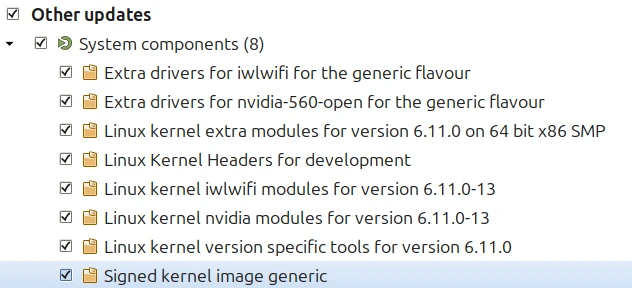 Other updates
System components (8)
Extra drivers for iwlwifi for the generic flavour
Extra drivers for nvidia-560-open for the generic flavour
Linux kernel extra modules for version 6.11.0 on 64 bit x86 SMP
Linux Kernel Headers for development
Linux kernel iwlwifi modules for version 6.11.0-13
Linux kernel nvidia modules for version 6.11.0-13
Linux kernel version specific tools for version 6.11.0
Signed kernel image generic